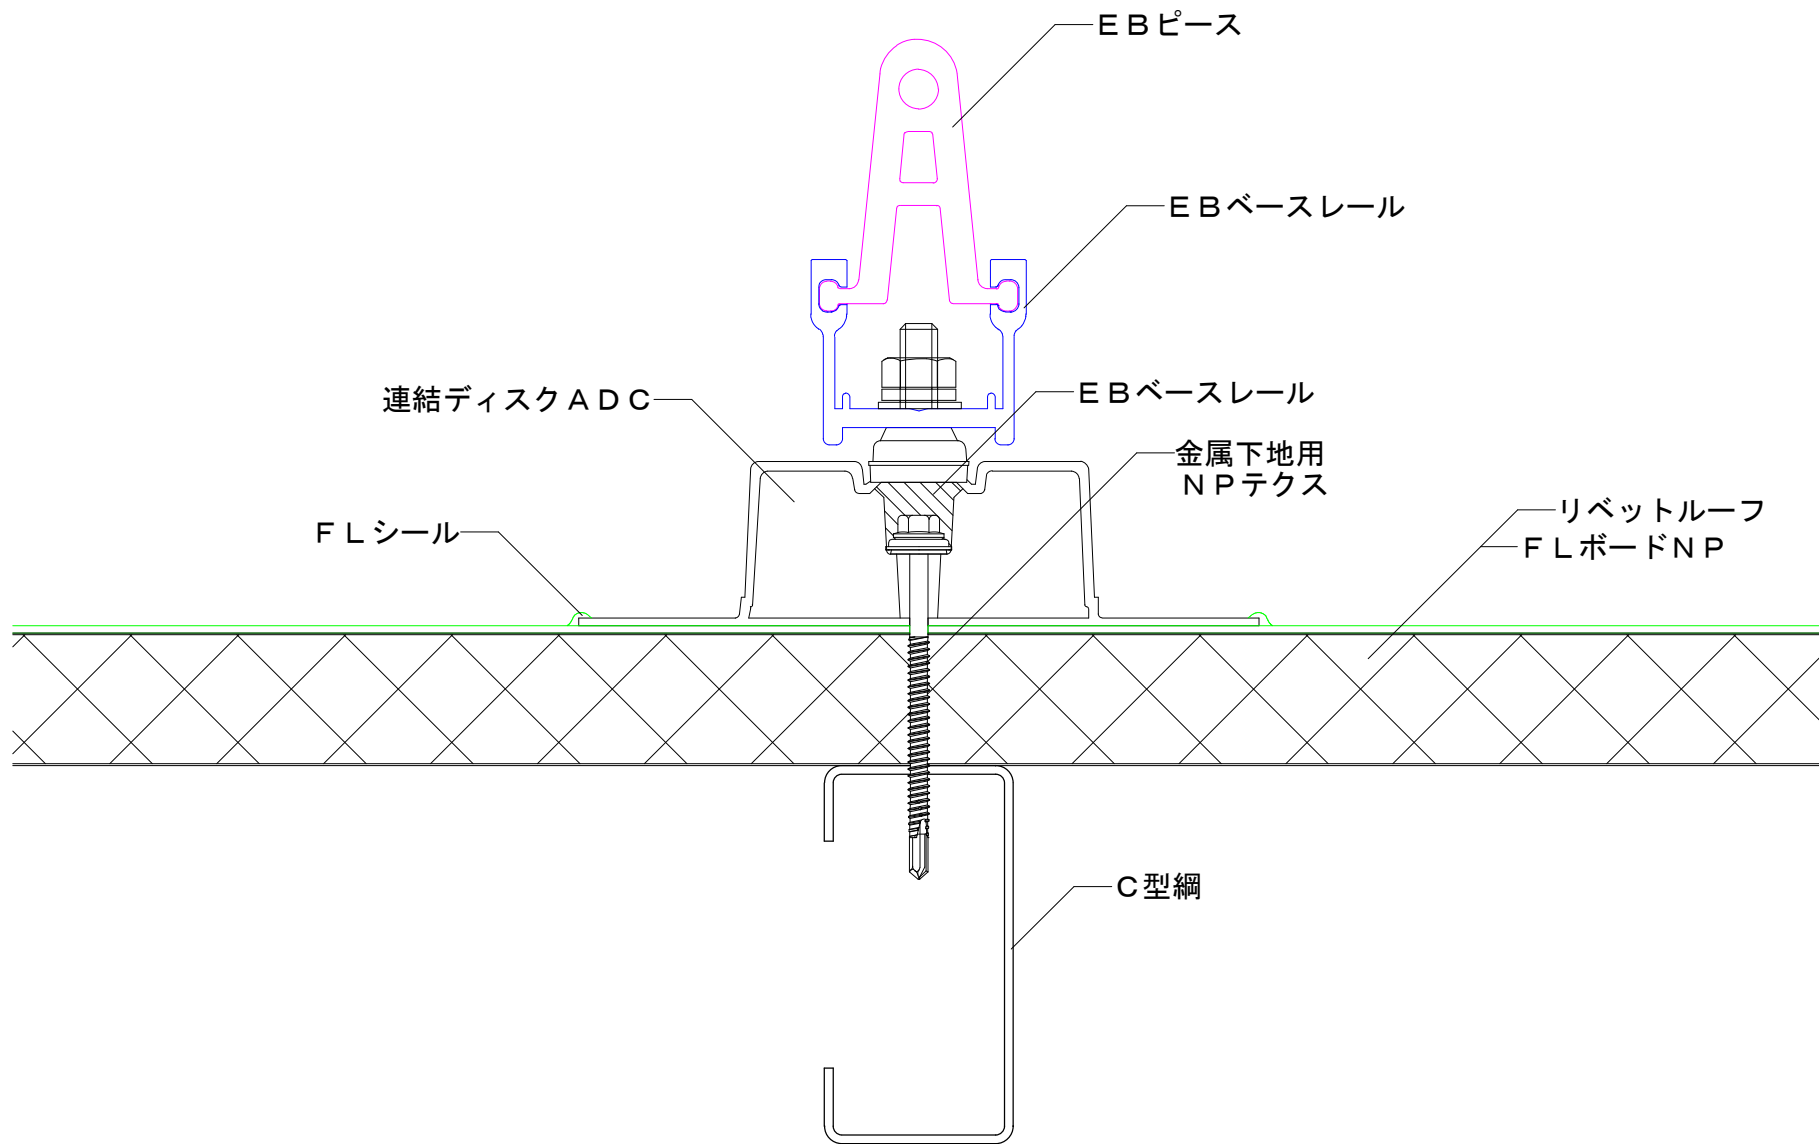 ＥＢピース
ＥＢベースレール
連結ディスクＡＤＣ
ＥＢベースレール
金属下地用
ＮＰテクス
ＦＬシール
リベットルーフ
ＦＬボードＮＰ
Ｃ型綱